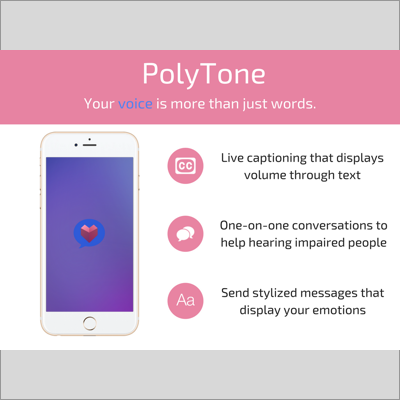 PolyTone
Your voice is more than just words.
CC
Live captioning that displays
volume through text
One-on-one conversations to
help hearing impaired people
Aa
Send stylized messages that
display your emotions